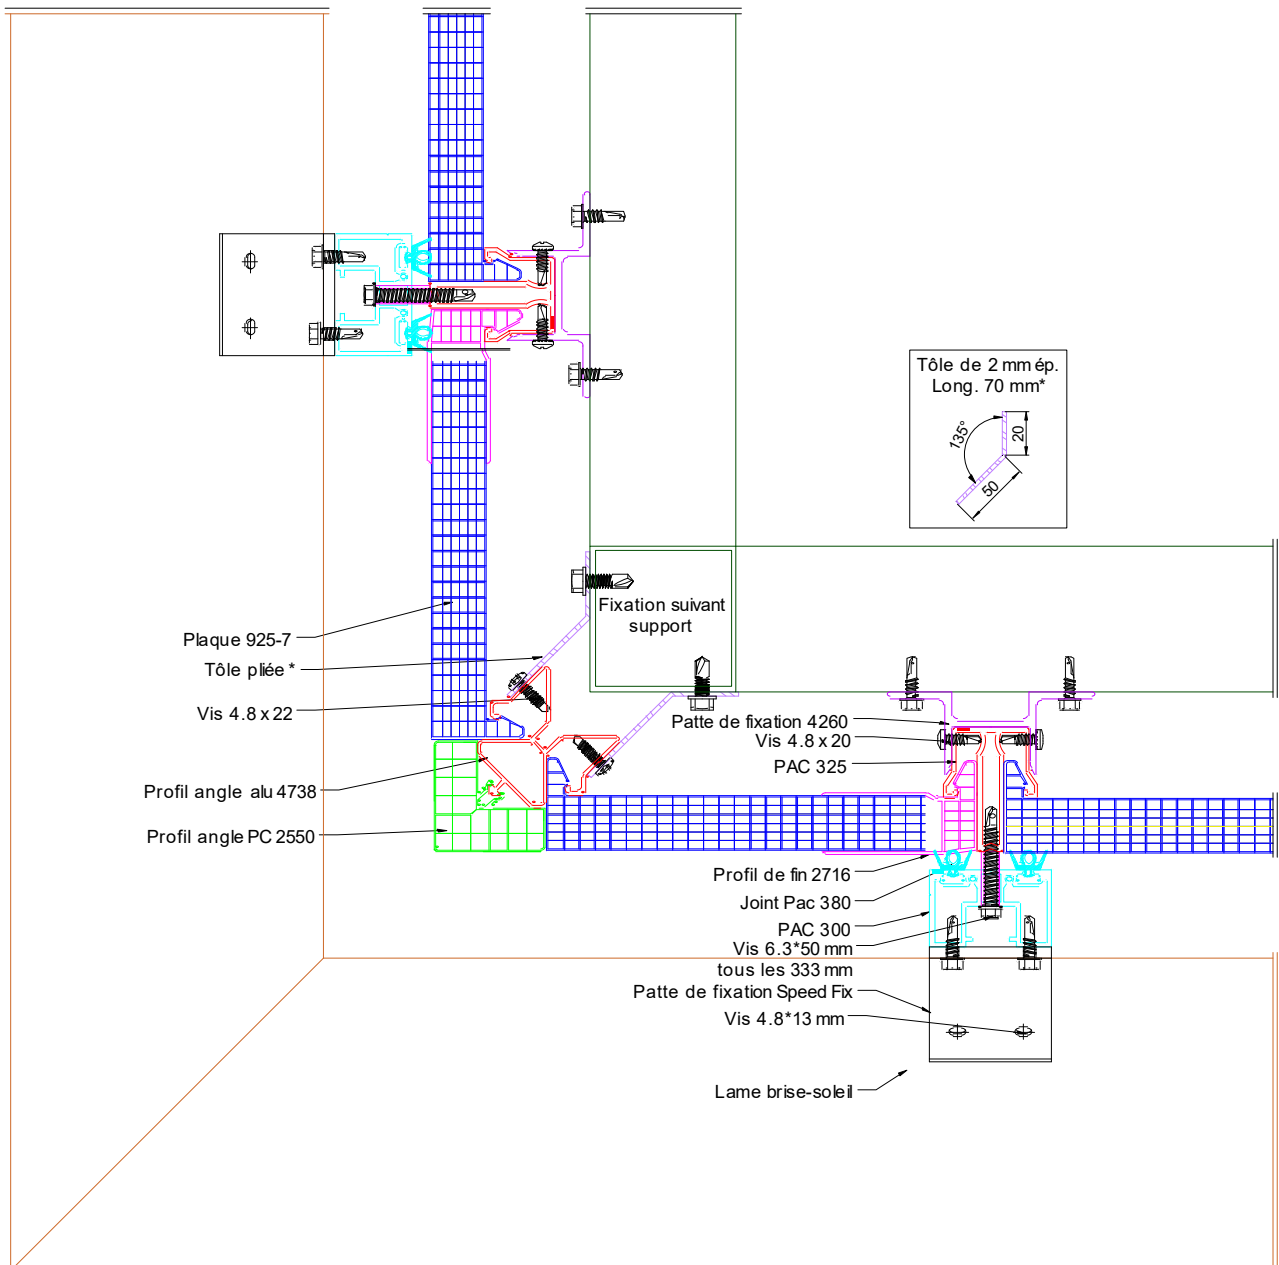 Tôle de 2 mm ép.
Long. 70 mm*
135°
20
50
Fixation suivant
support
Plaque 925-7
Tôle pliée *
Vis 4.8 x 22
Profil angle alu 4738
Profil angle PC 2550
Patte de fixation 4260
Vis 4.8 x 20
PAC 325
Profil de fin 2716
Joint Pac 380
PAC 300
Vis 6.3*50 mm
tous les 333 mm
Patte de fixation Speed Fix
Vis 4.8*13 mm
Lame brise-soleil